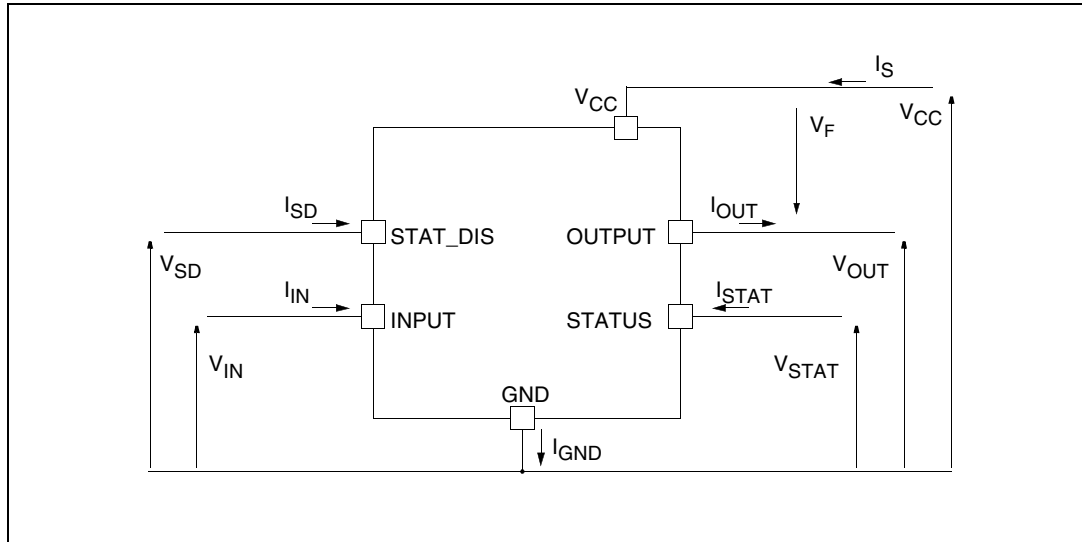 I_S
V_CC
V_CC
V_F
I_SD
I_OUT
STAT_DIS
OUTPUT
V_SD
V_OUT
I_IN
I_STAT
INPUT
STATUS
V_IN
V_STAT
GND
I_GND